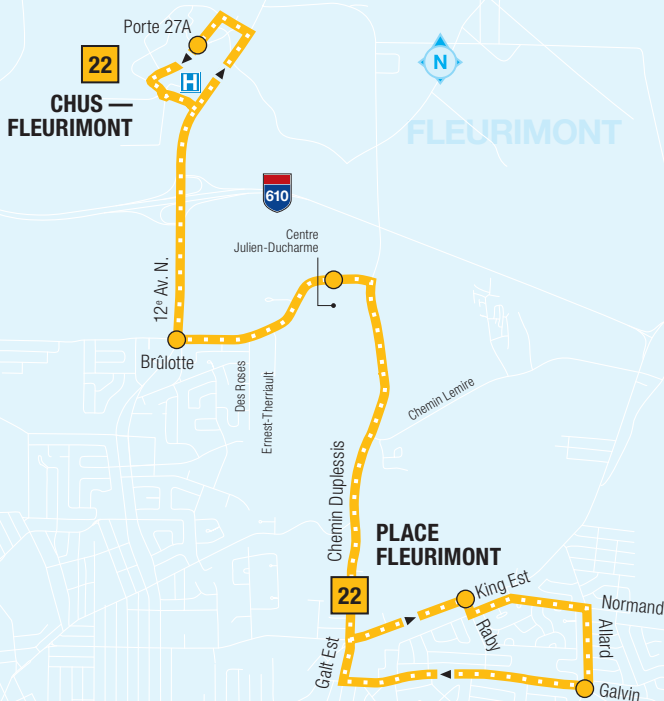 Porte 27A
22
H
CHUS —
FLEURIMONT
N
FLEURIMONT
610
Centre
Julien-Ducharme
12e Av. N.
Brûlotte
Des Roses
Ernest-Therriault
Chemin Lemire
Chemin Duplessis
PLACE
FLEURIMONT
22
King Est
Normand
Raby
Allard
Galt Est
Galvin